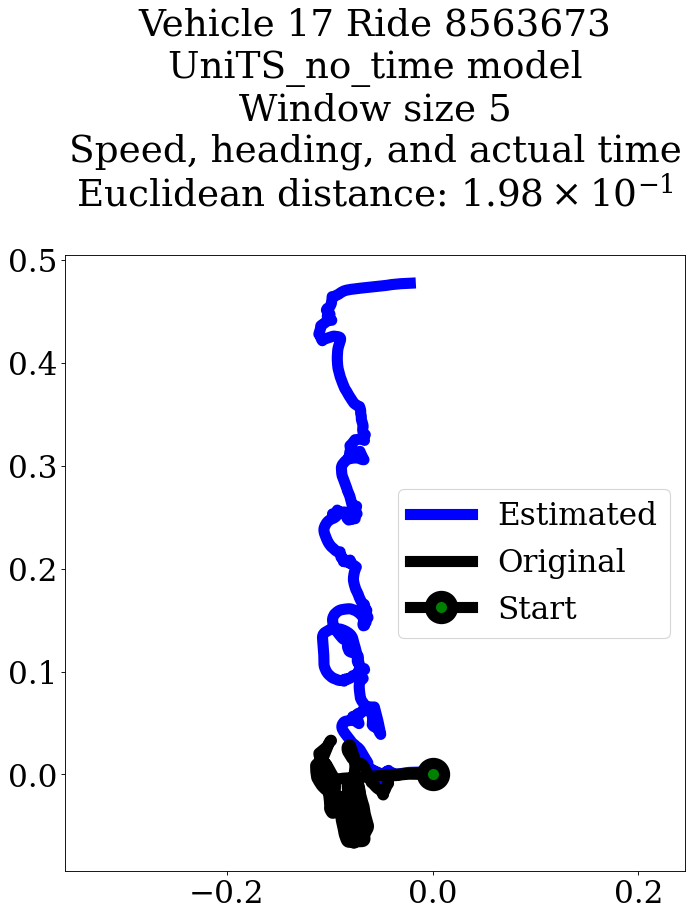 Vehicle 17 Ride 8563673
UniTS_no_time model
Window size 5
Speed, heading, and actual time
Euclidean distance: 1.98 × 10⁻¹
0.5
0.4
0.3
0.2
0.1
0.0
Estimated
Original
Start
−0.2 0.0 0.2